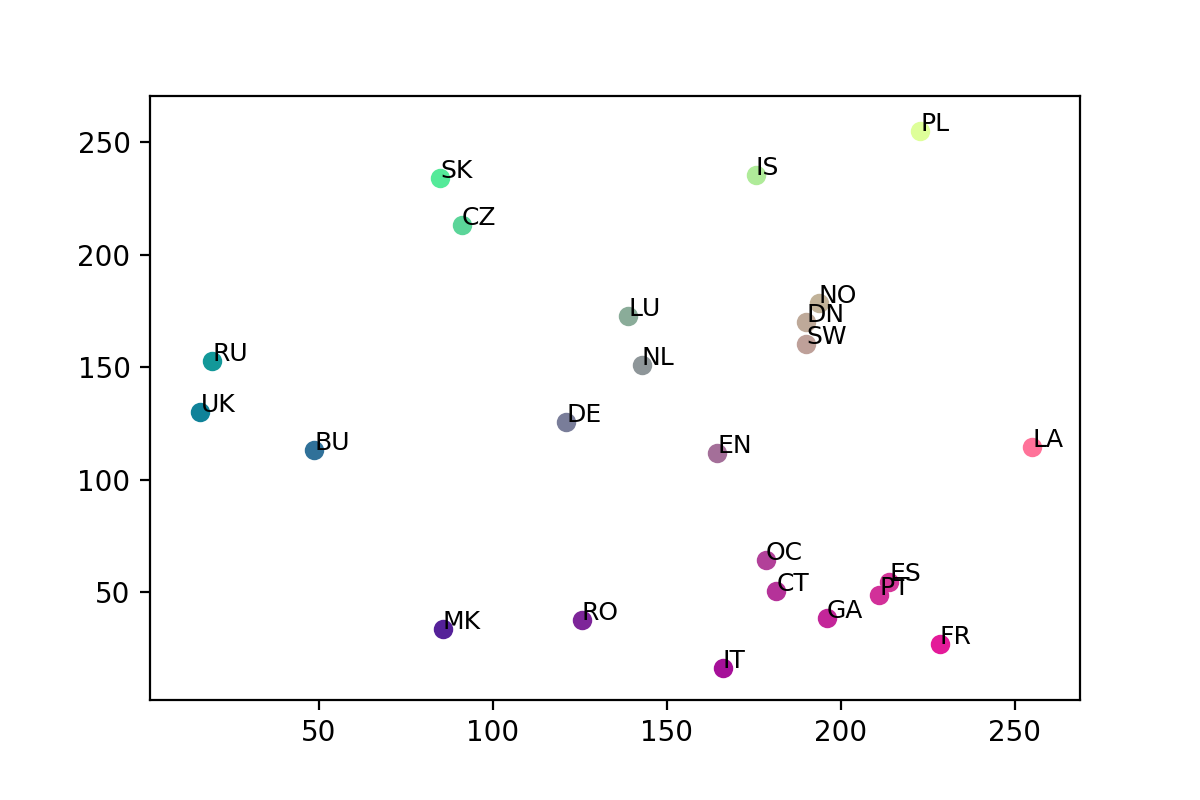 PL
250
IS
SK
CZ
200
NO
LU
DN
SW
RU
NL
150
UK
DE
BU
EN
LA
100
OC
ES
CT
PT
50
GA
RO
MK
FR
IT
50 100 150 200 250